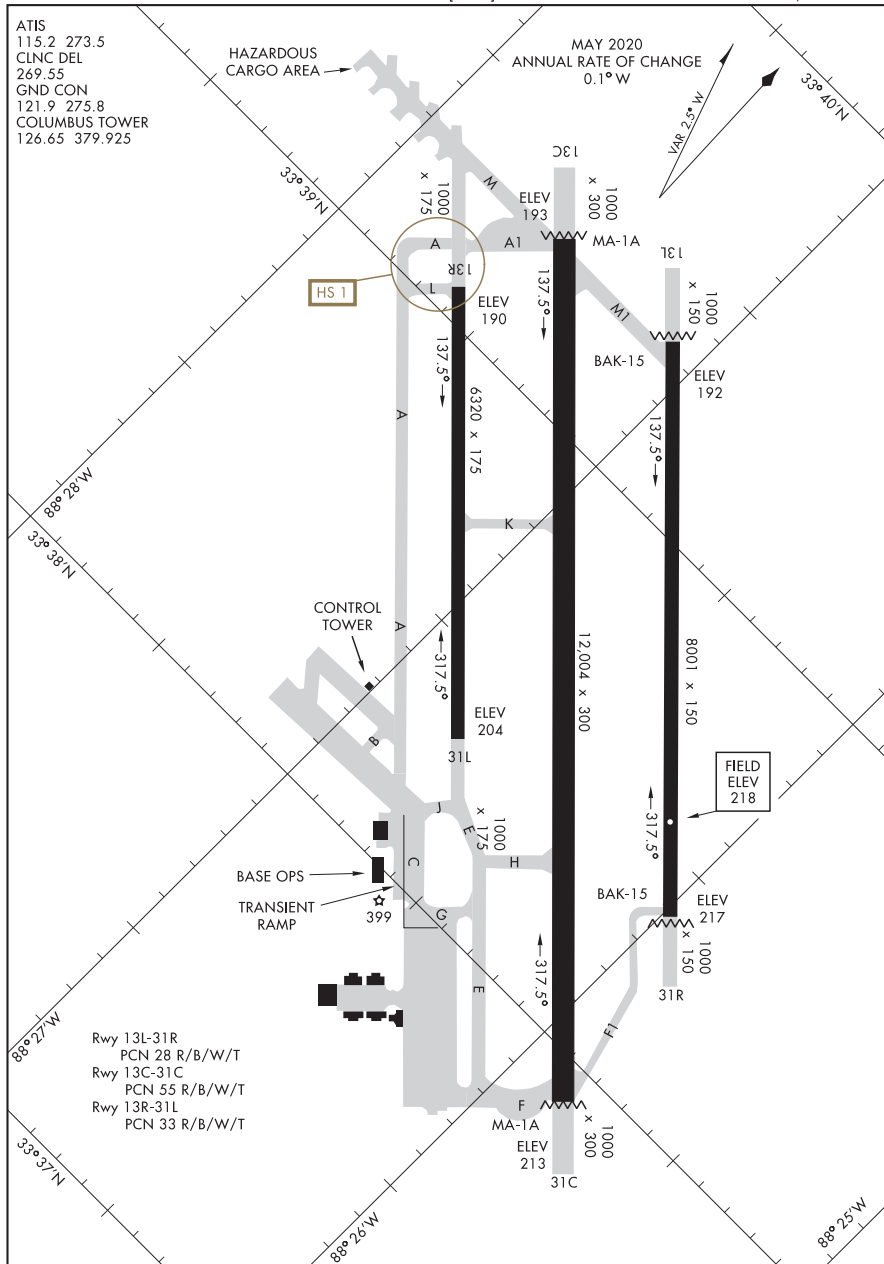 ATIS
115.2 273.5
CLNC DEL
269.55
GND CON
121.9 275.8
COLUMBUS TOWER
126.65 379.925
HAZARDOUS
CARGO AREA
MAY 2020
ANNUAL RATE OF CHANGE
0.1° W
VAR 2.5° W
33° 40'N
33° 39'N
13C
W
1000
x 175
ELEV
193
1000
x 300
A
A1
MA-1A
13L
HS 1
13R
L
ELEV
190
137.5°
W1
1000
x 150
BAK-15
ELEV
192
137.5°
137.5°
A
6320 x 175
88° 28'W
33° 38'N
K
CONTROL
TOWER
A
317.5°
12,004 x 300
8001 x 150
ELEV
204
B
31L
FIELD
ELEV
218
J
E
1000
x 175
317.5°
C
H
BASE OPS
TRANSIENT
RAMP
399
G
BAK-15
ELEV
217
1000
x 150
317.5°
31R
E
F1
88° 27'W
Rwy 13L-31R
PCN 28 R/B/W/T
Rwy 13C-31C
PCN 55 R/B/W/T
Rwy 13R-31L
PCN 33 R/B/W/T
F
MA-1A
ELEV
213
1000
x 300
31C
33° 37'N
88° 26'W
88° 25'W